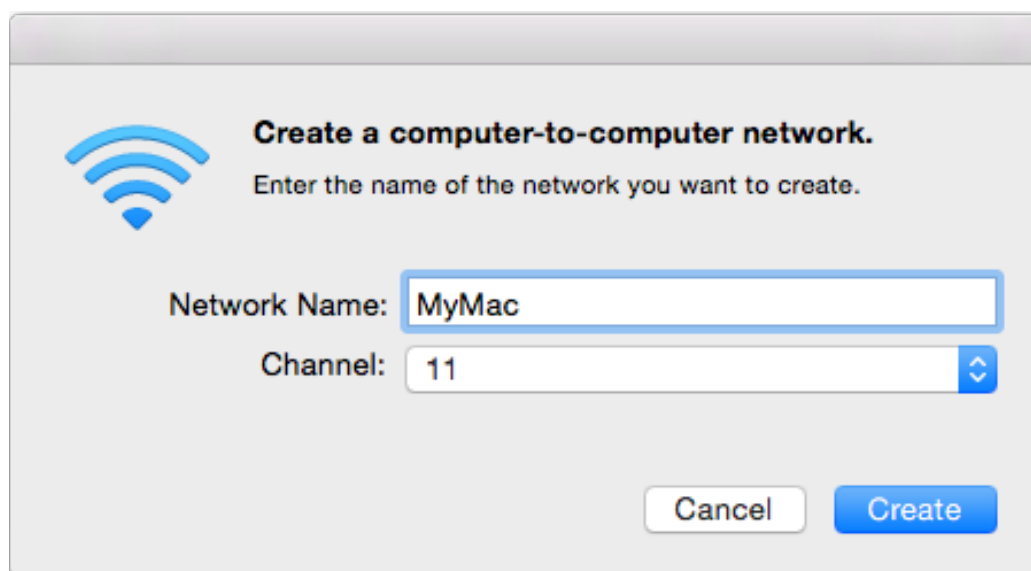 Create a computer-to-computer network.
Enter the name of the network you want to create.
Network Name: MyMac
Channel: 11
Cancel Create